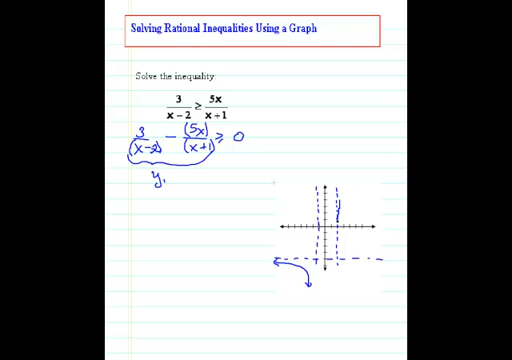 Solving Rational Inequalities Using a Graph
Solve the inequality
3/(x − 2) ≥ 5x/(x + 1)
3/(x−2) − (5x)/(x+1) ≥ 0
y₁